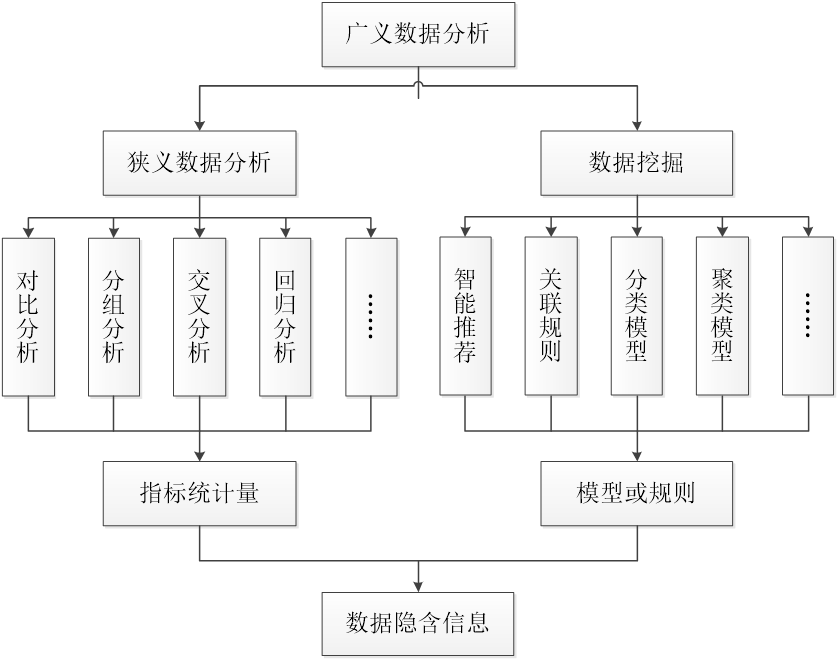 广义数据分析
狭义数据分析
数据挖掘
对比分析
分组分析
交叉分析
回归分析
……
智能推荐
关联规则
分类模型
聚类模型
……
指标统计量
模型或规则
数据隐含信息